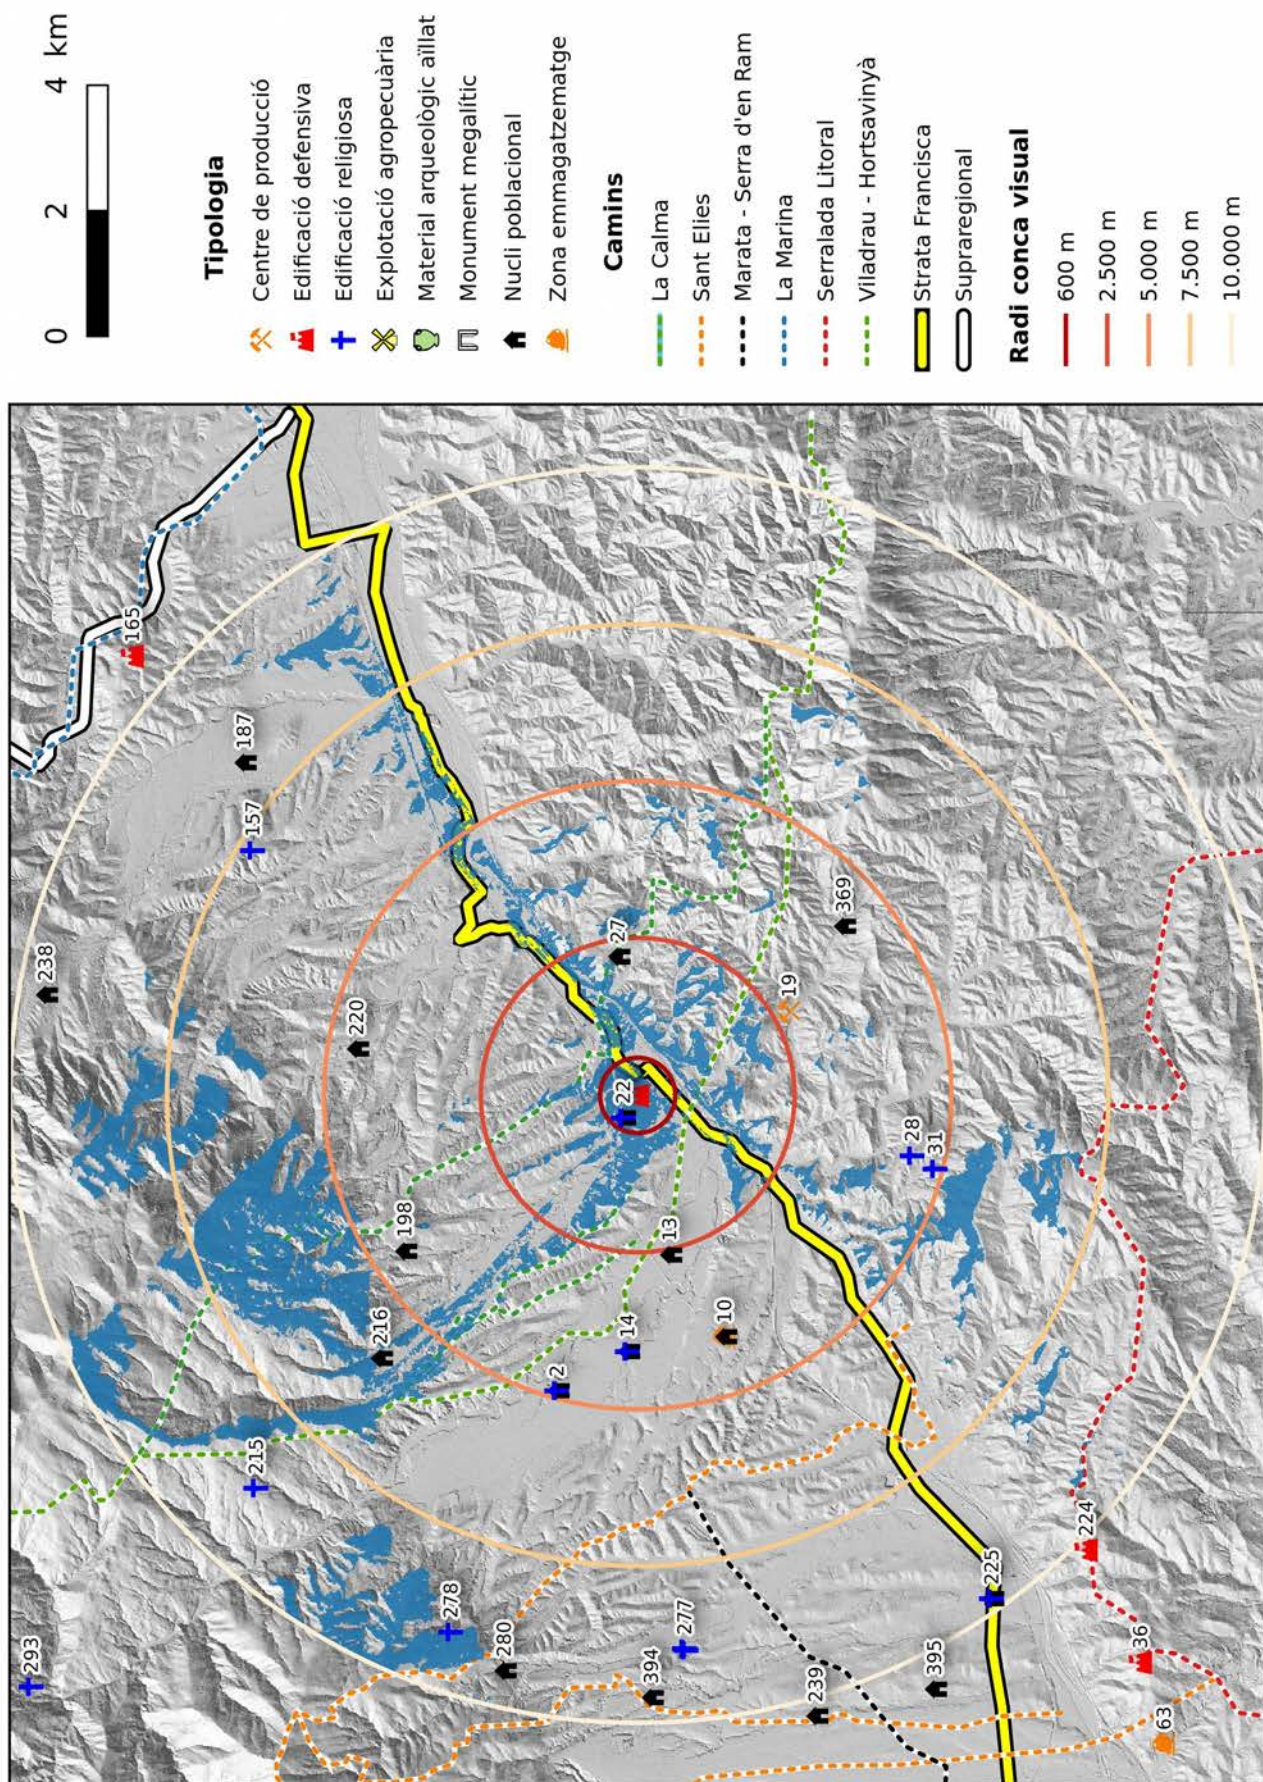 0 2 4 km
Tipologia
Centre de producció
Edificació defensiva
Edificació religiosa
Explotació agropecuària
Material arqueològic aïllat
Monument megalític
Nucli poblacional
Zona emmagatzematge
Camins
La Calma
Sant Elies
Marata - Serra d'en Ram
La Marina
Serralada Litoral
Viladrau - Hortsavinyà
Strata Francisca
Supraregional
Radi conca visual
600 m
2.500 m
5.000 m
7.500 m
10.000 m
293
215
278
280
277
394
239
395
225
224
36
63
238
216
198
220
157
187
165
2
14
10
13
22
27
19
369
28
31